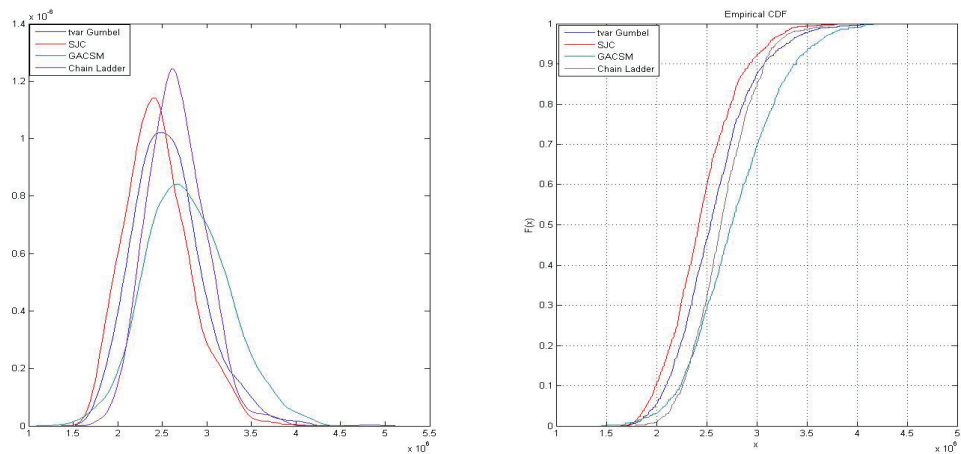 x 10⁻⁶
1.4
1.2
1
0.8
0.6
0.4
0.2
0
tvar Gumbel
SJC
GACSM
Chain Ladder
1 1.5 2 2.5 3 3.5 4 4.5 5 5.5
x 10⁶
Empirical CDF
F(x)
1
0.9
0.8
0.7
0.6
0.5
0.4
0.3
0.2
0.1
0
tvar Gumbel
SJC
GACSM
Chain Ladder
1 1.5 2 2.5 3 3.5 4 4.5 5
x
x 10⁶